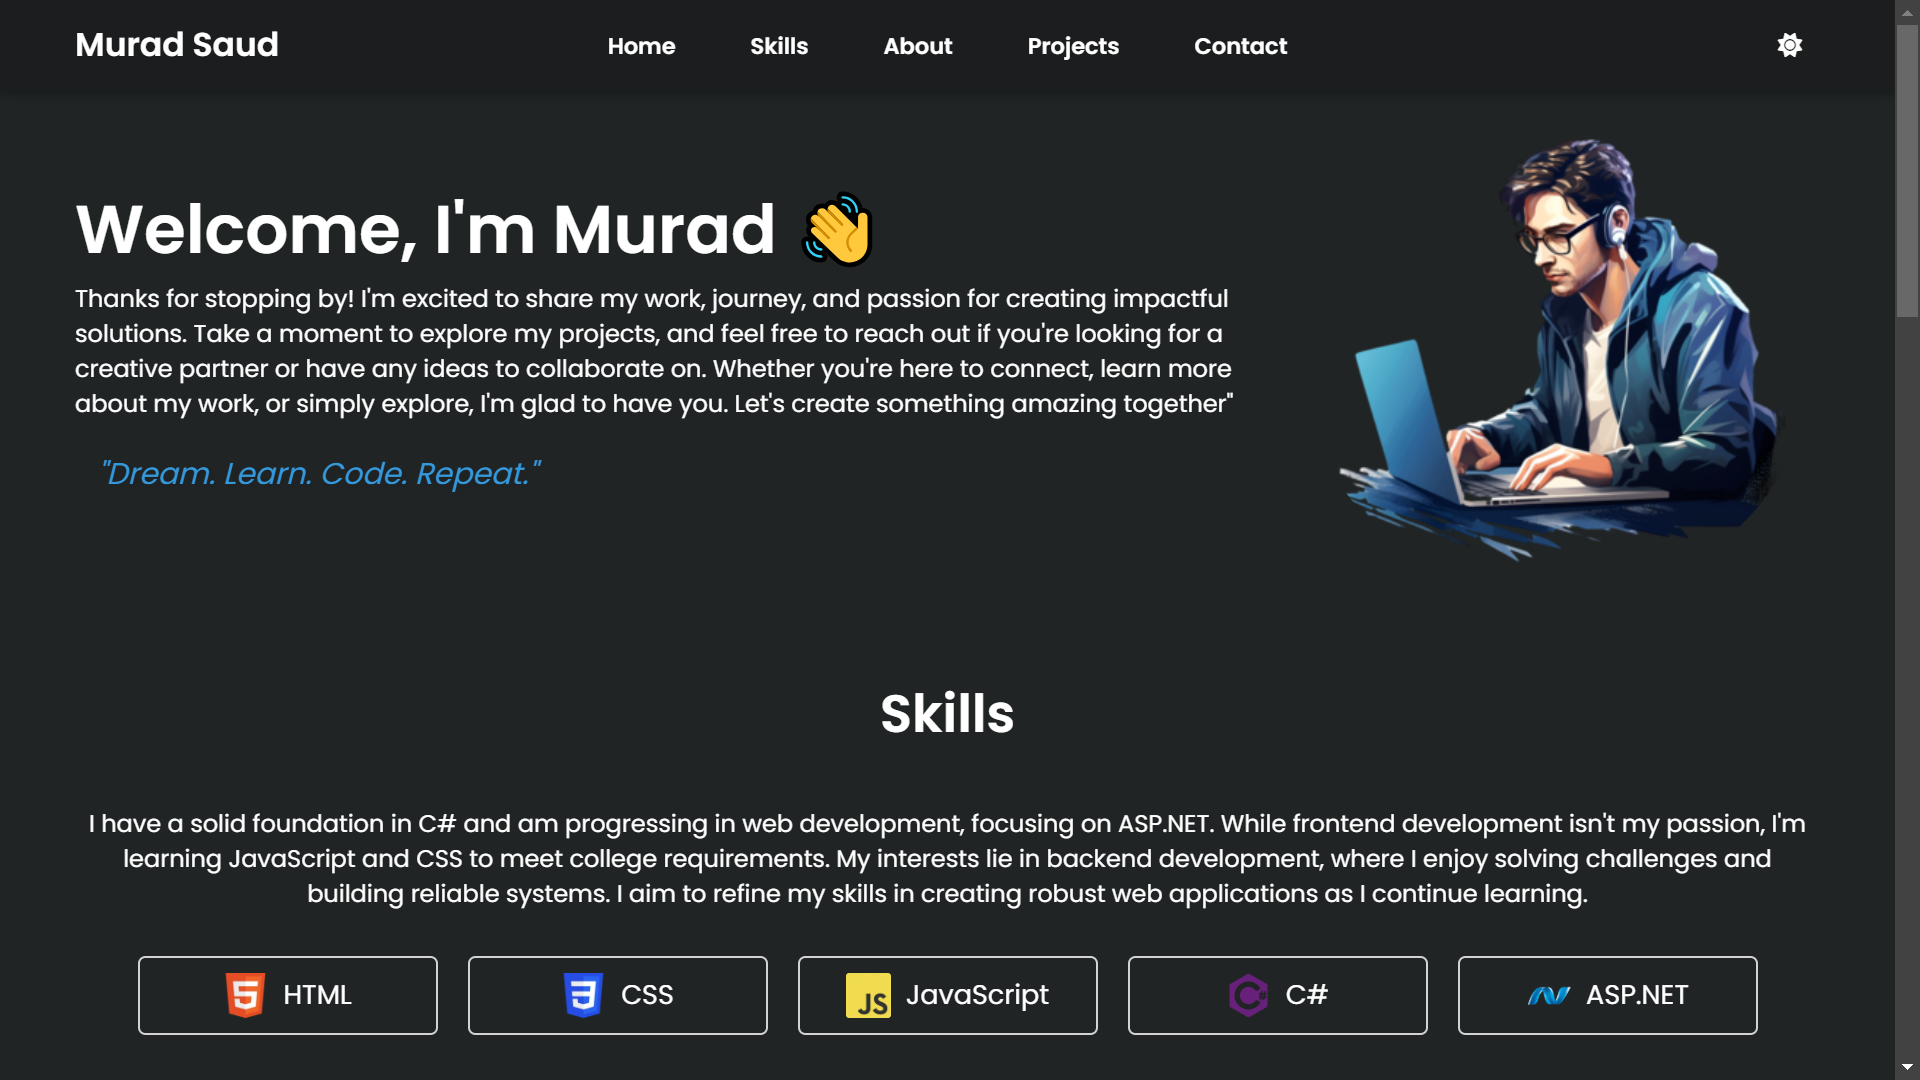 Murad Saud
Home
Skills
About
Projects
Contact
Welcome, I'm Murad
Thanks for stopping by! I'm excited to share my work, journey, and passion for creating impactful
solutions. Take a moment to explore my projects, and feel free to reach out if you're looking for a
creative partner or have any ideas to collaborate on. Whether you're here to connect, learn more
about my work, or simply explore, I'm glad to have you. Let's create something amazing together"
"Dream. Learn. Code. Repeat."
Skills
I have a solid foundation in C# and am progressing in web development, focusing on ASP.NET. While frontend development isn't my passion, I'm
learning JavaScript and CSS to meet college requirements. My interests lie in backend development, where I enjoy solving challenges and
building reliable systems. I aim to refine my skills in creating robust web applications as I continue learning.
5 HTML
3 CSS
JS JavaScript
C# C#
ASP.NET